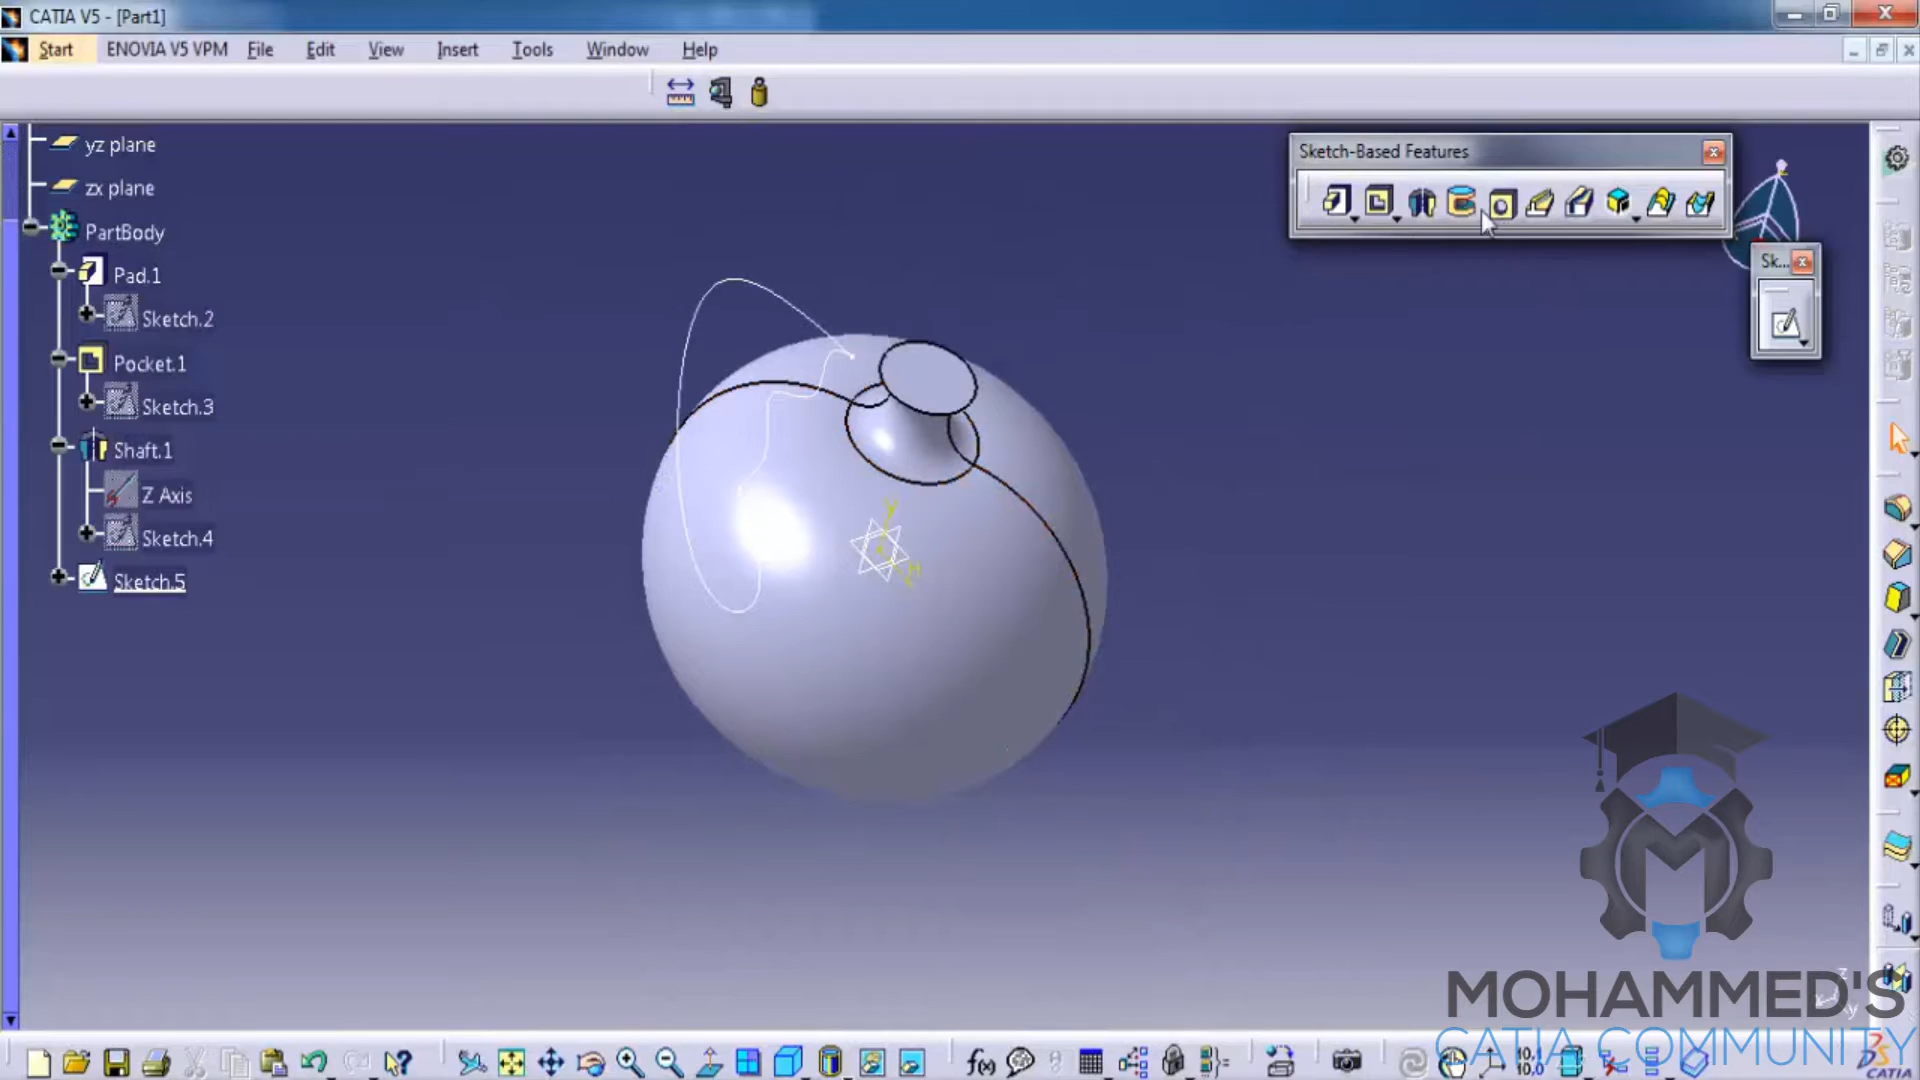 CATIA V5 - [Part1]
Start ENOVIA V5 VPM File Edit View Insert Tools Window Help
yz plane
zx plane
PartBody
Pad.1
Sketch.2
Pocket.1
Sketch.3
Shaft.1
Z Axis
Sketch.4
Sketch.5
Sketch-Based Features
Sk...
MOHAMMED'S
CATIA COMMUNITY
f(x)
CATIA